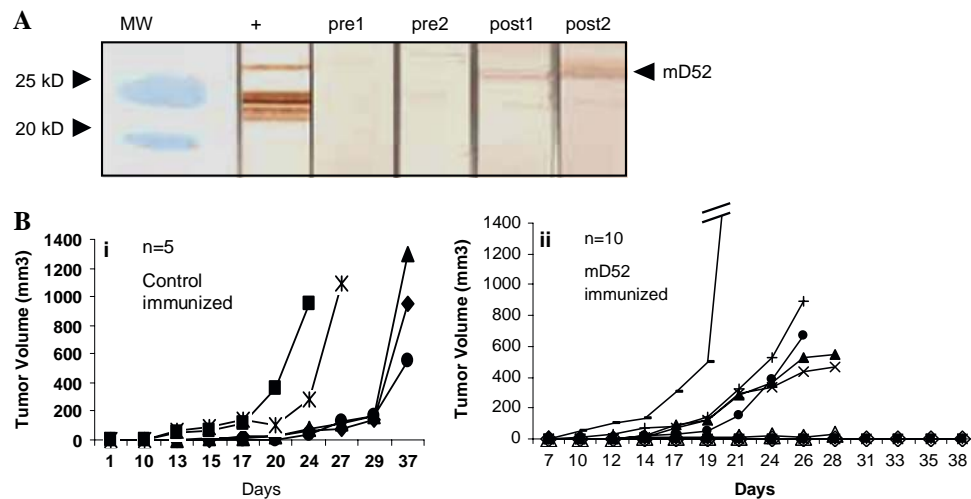 A
MW + pre1 pre2 post1 post2
25 kD
mD52
20 kD
B
i
n=5
Control
immunized
Tumor Volume (mm3)
1400
1200
1000
800
600
400
200
0
1 10 13 15 17 20 24 27 29 37
Days
ii
n=10
mD52
immunized
Tumor Volume (mm3)
1400
1200
1000
800
600
400
200
0
7 10 12 14 17 19 21 24 26 28 31 33 35 38
Days